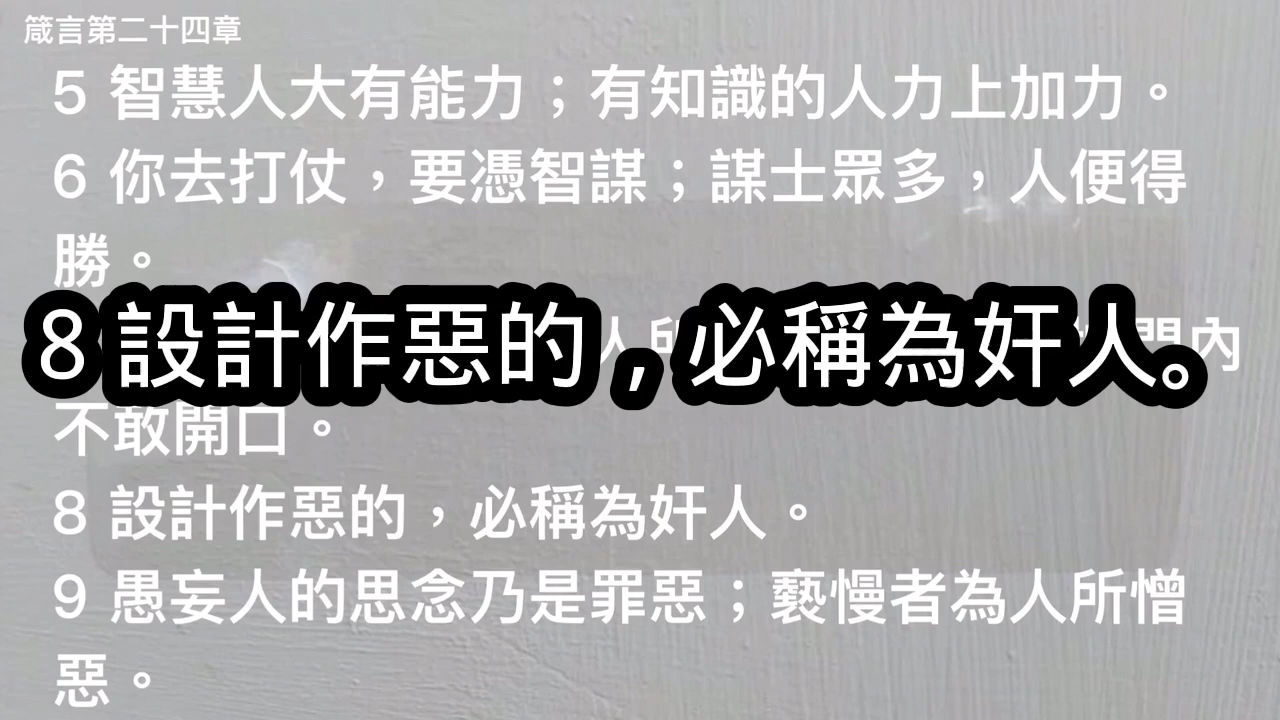 箴言第二十四章
5 智慧人大有能力；有知識的人力上加力。
6 你去打仗，要憑智謀；謀士眾多，人便得
勝。
8 設計作惡的，必稱為奸人。
內
不敢開口。
8 設計作惡的，必稱為奸人。
9 愚妄人的思念乃是罪惡；褻慢者為人所憎
惡。